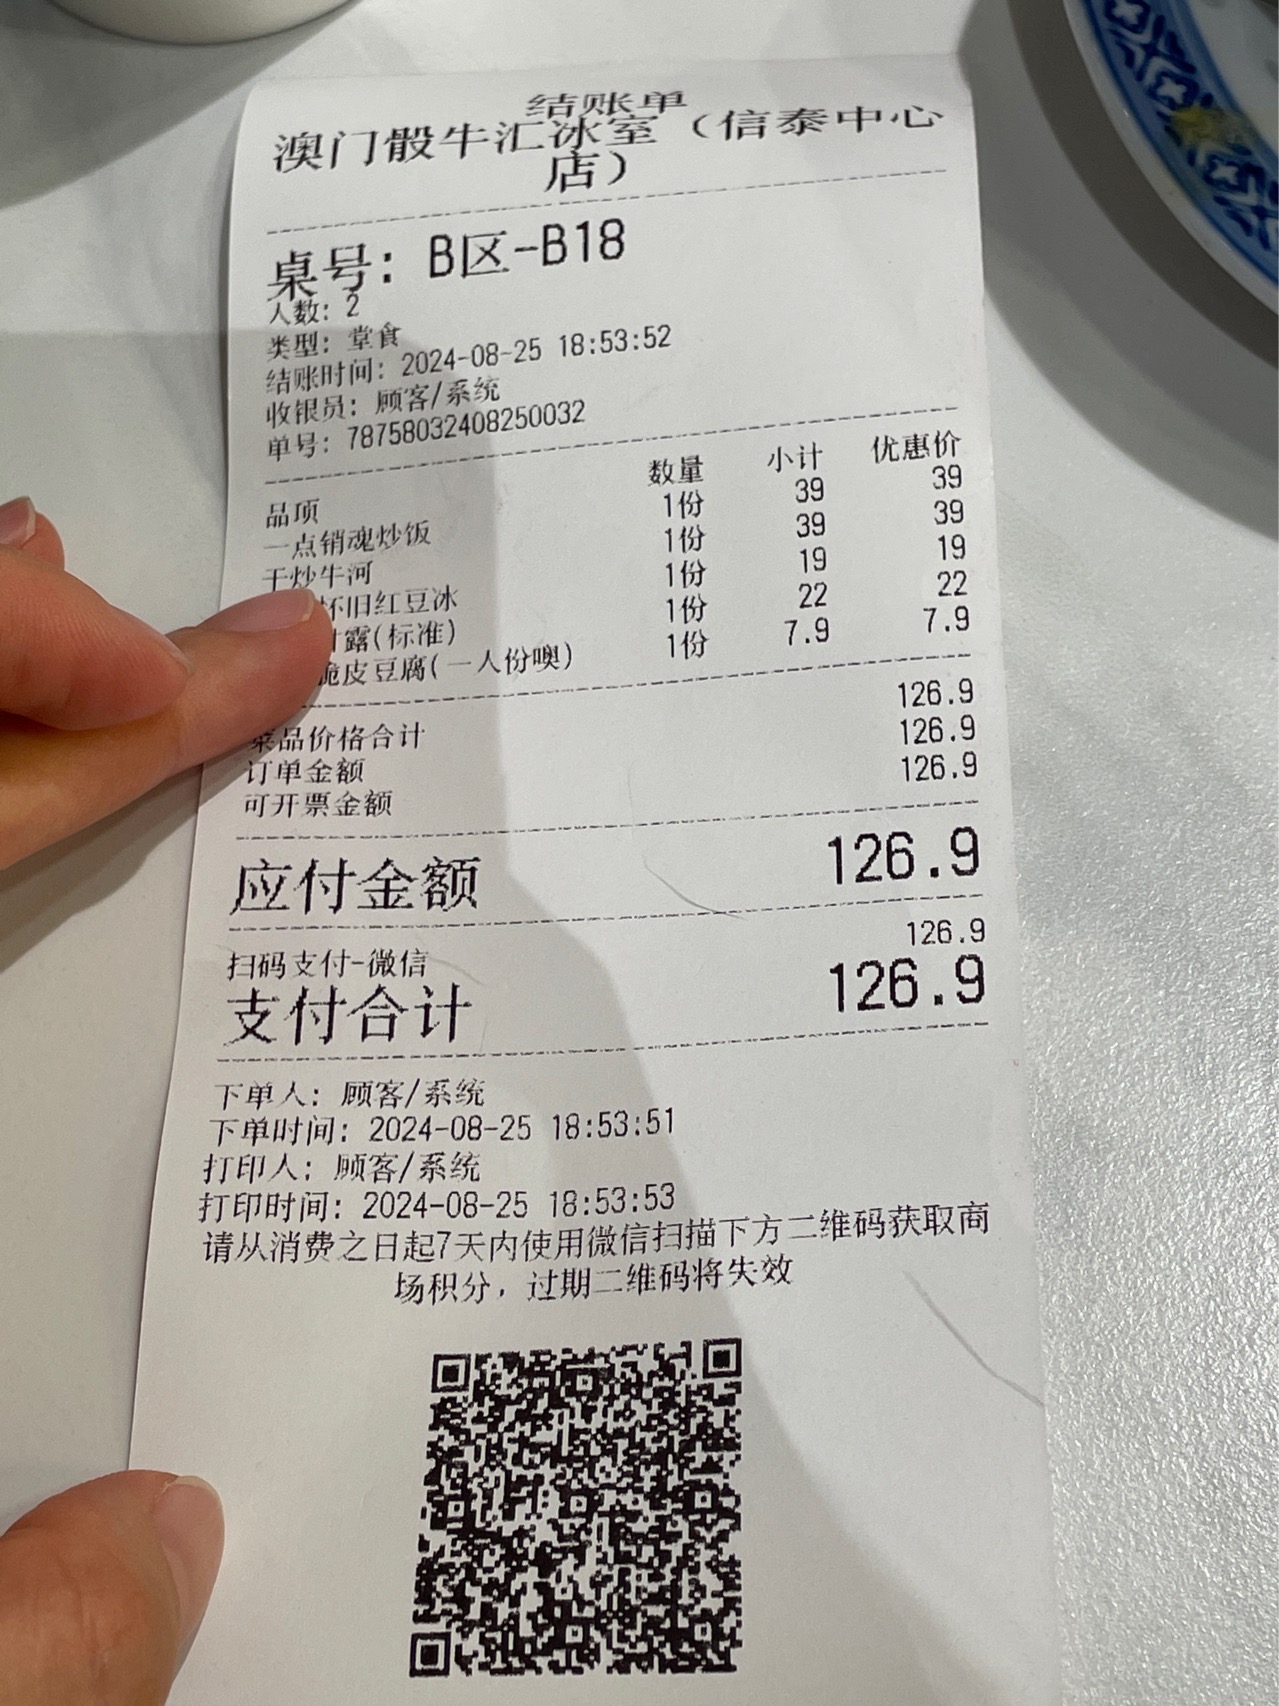 结账单
澳门骰牛汇冰室（信泰中心
店）
桌号: B区-B18
人数: 2
类型: 堂食
结账时间: 2024-08-25 18:53:52
收银员: 顾客/系统
单号: 78758032408250032
品项 数量 小计 优惠价
一点销魂炒饭 1份 39 39
干炒牛河 1份 39 39
怀旧红豆冰 1份 19 19
甘露(标准) 1份 22 22
脆皮豆腐(一人份噢) 1份 7.9 7.9
菜品价格合计 126.9
订单金额 126.9
可开票金额 126.9
应付金额 126.9
扫码支付-微信 126.9
支付合计 126.9
下单人: 顾客/系统
下单时间: 2024-08-25 18:53:51
打印人: 顾客/系统
打印时间: 2024-08-25 18:53:53
请从消费之日起7天内使用微信扫描下方二维码获取商
场积分，过期二维码将失效